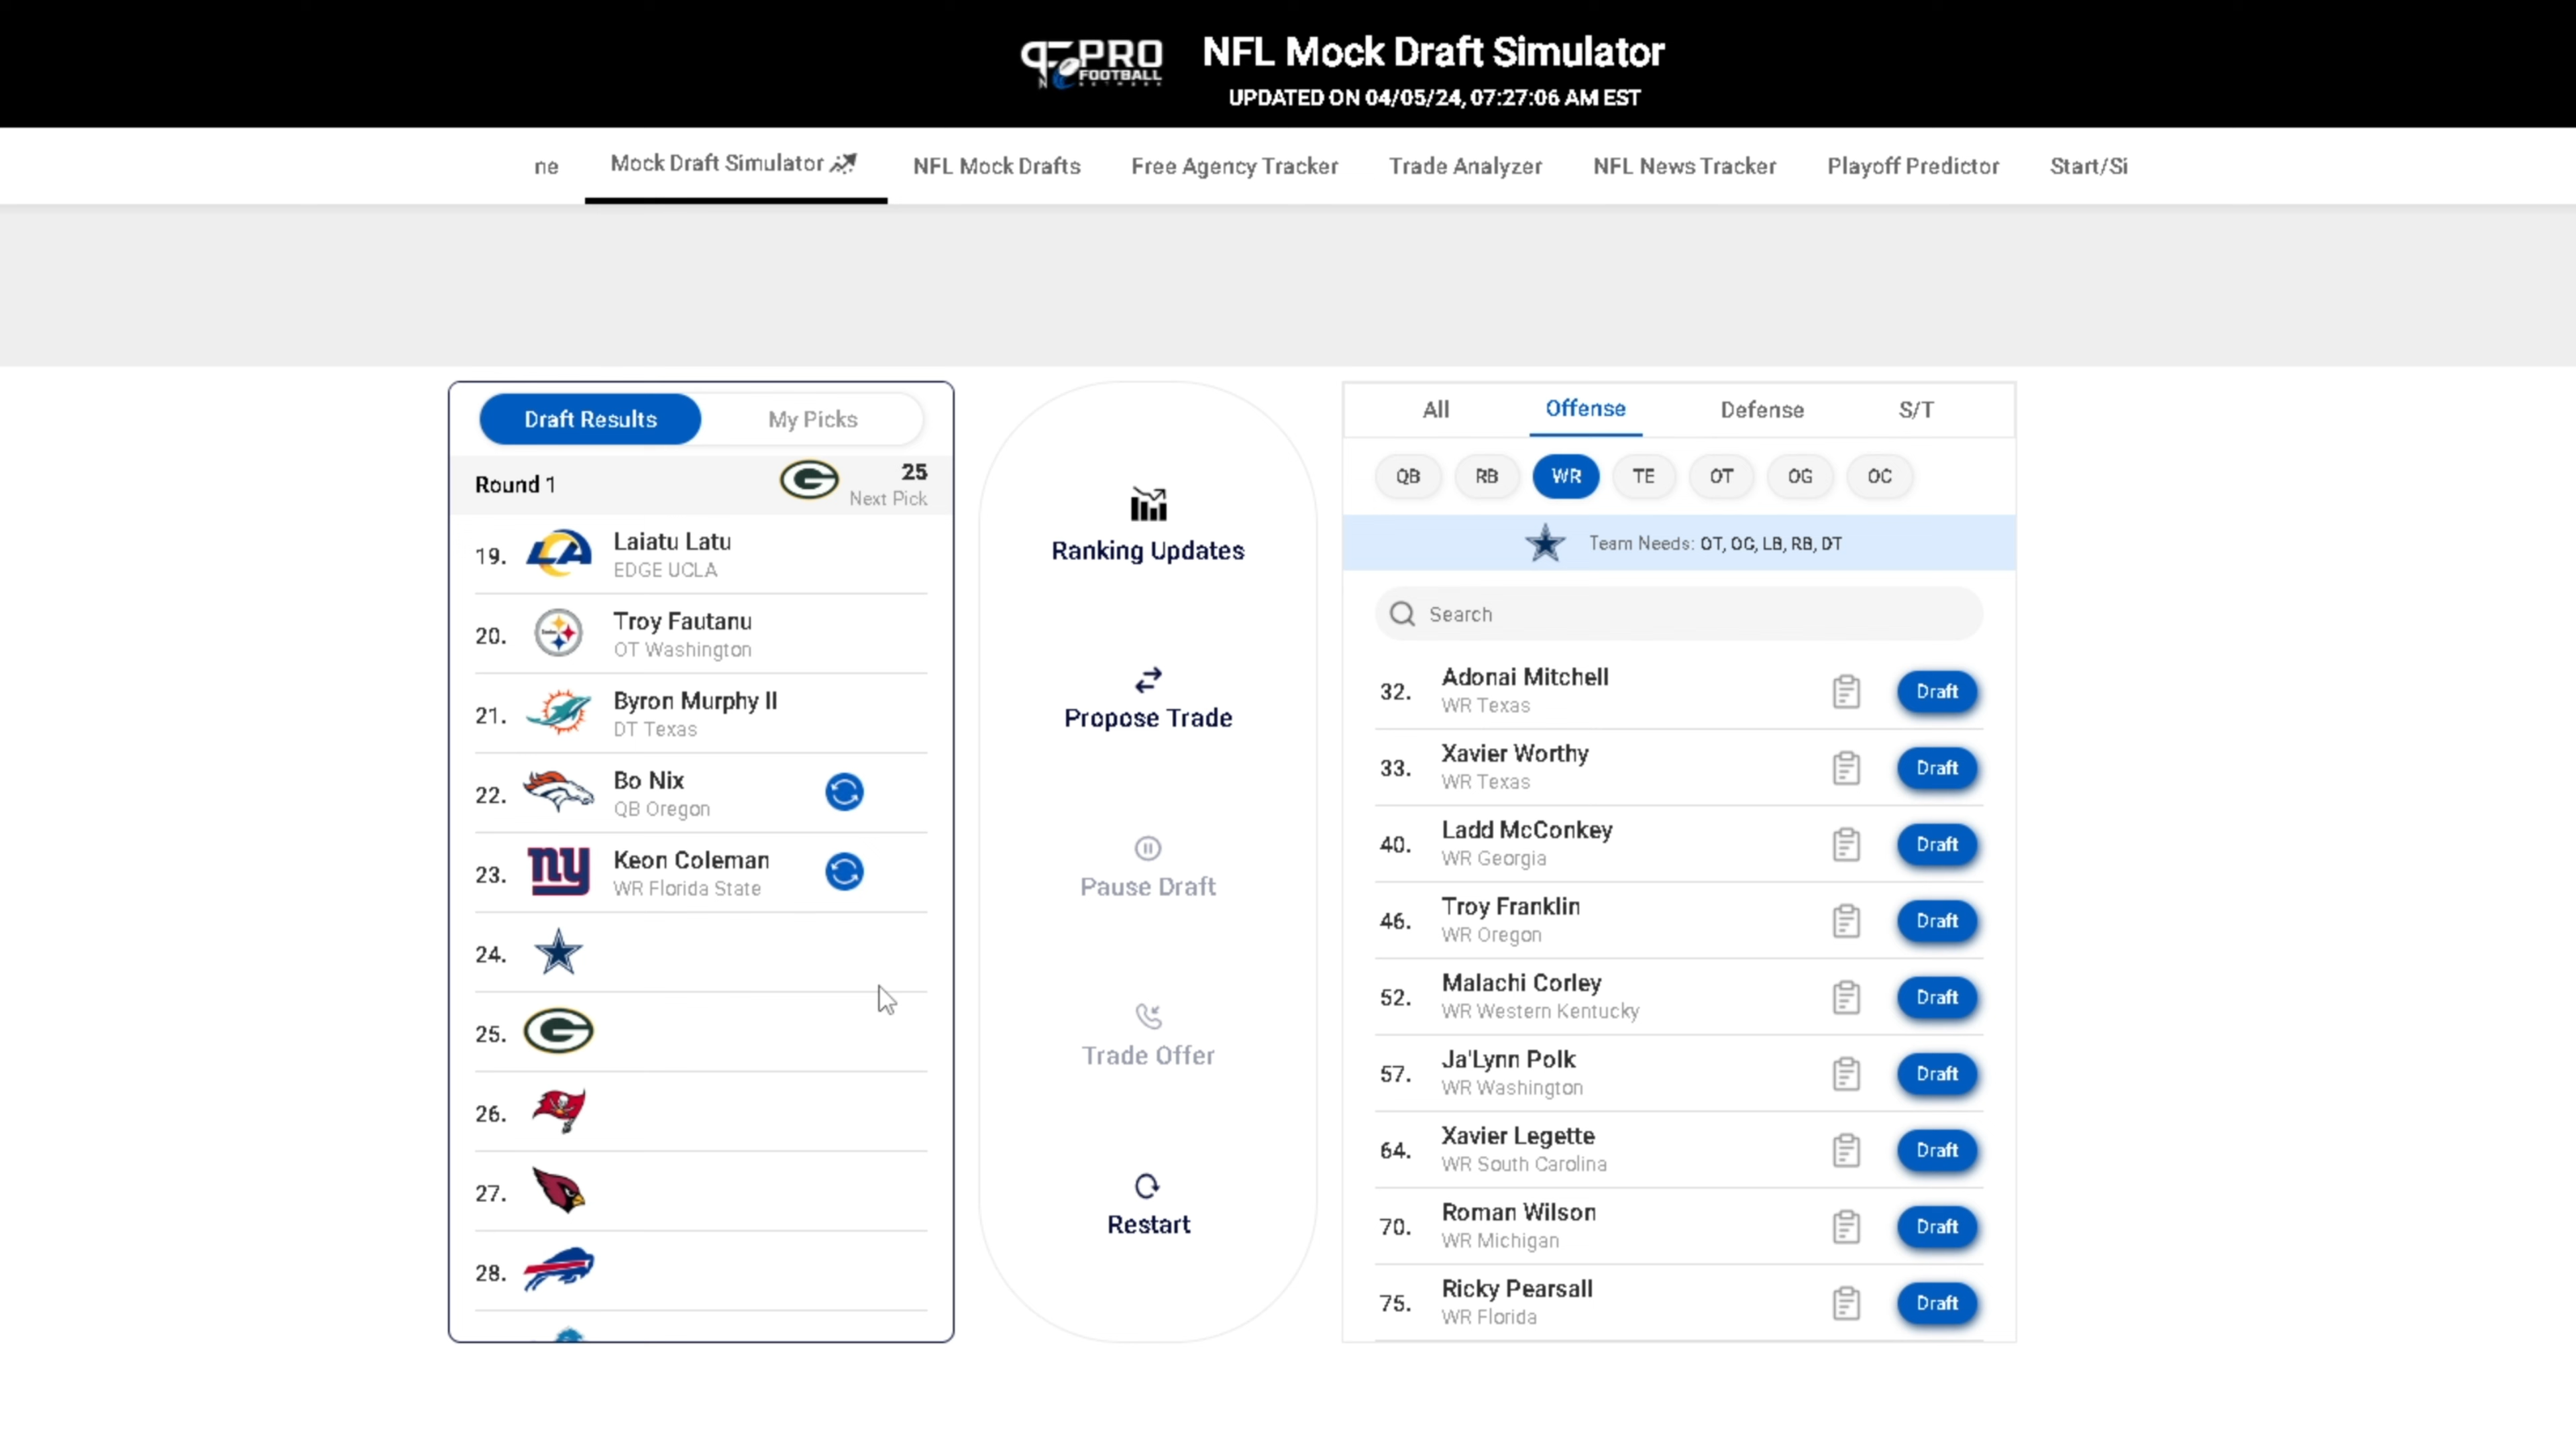 PRO
FOOTBALL
NETWORK
NFL Mock Draft Simulator
UPDATED ON 04/05/24, 07:27:06 AM EST
ne
Mock Draft Simulator
NFL Mock Drafts
Free Agency Tracker
Trade Analyzer
NFL News Tracker
Playoff Predictor
Start/Si
Draft Results
My Picks
Round 1
25
Next Pick
19.
Laiatu Latu
EDGE UCLA
20.
Troy Fautanu
OT Washington
21.
Byron Murphy II
DT Texas
22.
Bo Nix
QB Oregon
23.
ny
Keon Coleman
WR Florida State
24.
25.
G
26.
27.
28.
Ranking Updates
Propose Trade
Pause Draft
Trade Offer
Restart
All
Offense
Defense
S/T
QB
RB
WR
TE
OT
OG
OC
Team Needs: OT, OC, LB, RB, DT
Search
32.
Adonai Mitchell
WR Texas
Draft
33.
Xavier Worthy
WR Texas
Draft
40.
Ladd McConkey
WR Georgia
Draft
46.
Troy Franklin
WR Oregon
Draft
52.
Malachi Corley
WR Western Kentucky
Draft
57.
Ja'Lynn Polk
WR Washington
Draft
64.
Xavier Legette
WR South Carolina
Draft
70.
Roman Wilson
WR Michigan
Draft
75.
Ricky Pearsall
WR Florida
Draft